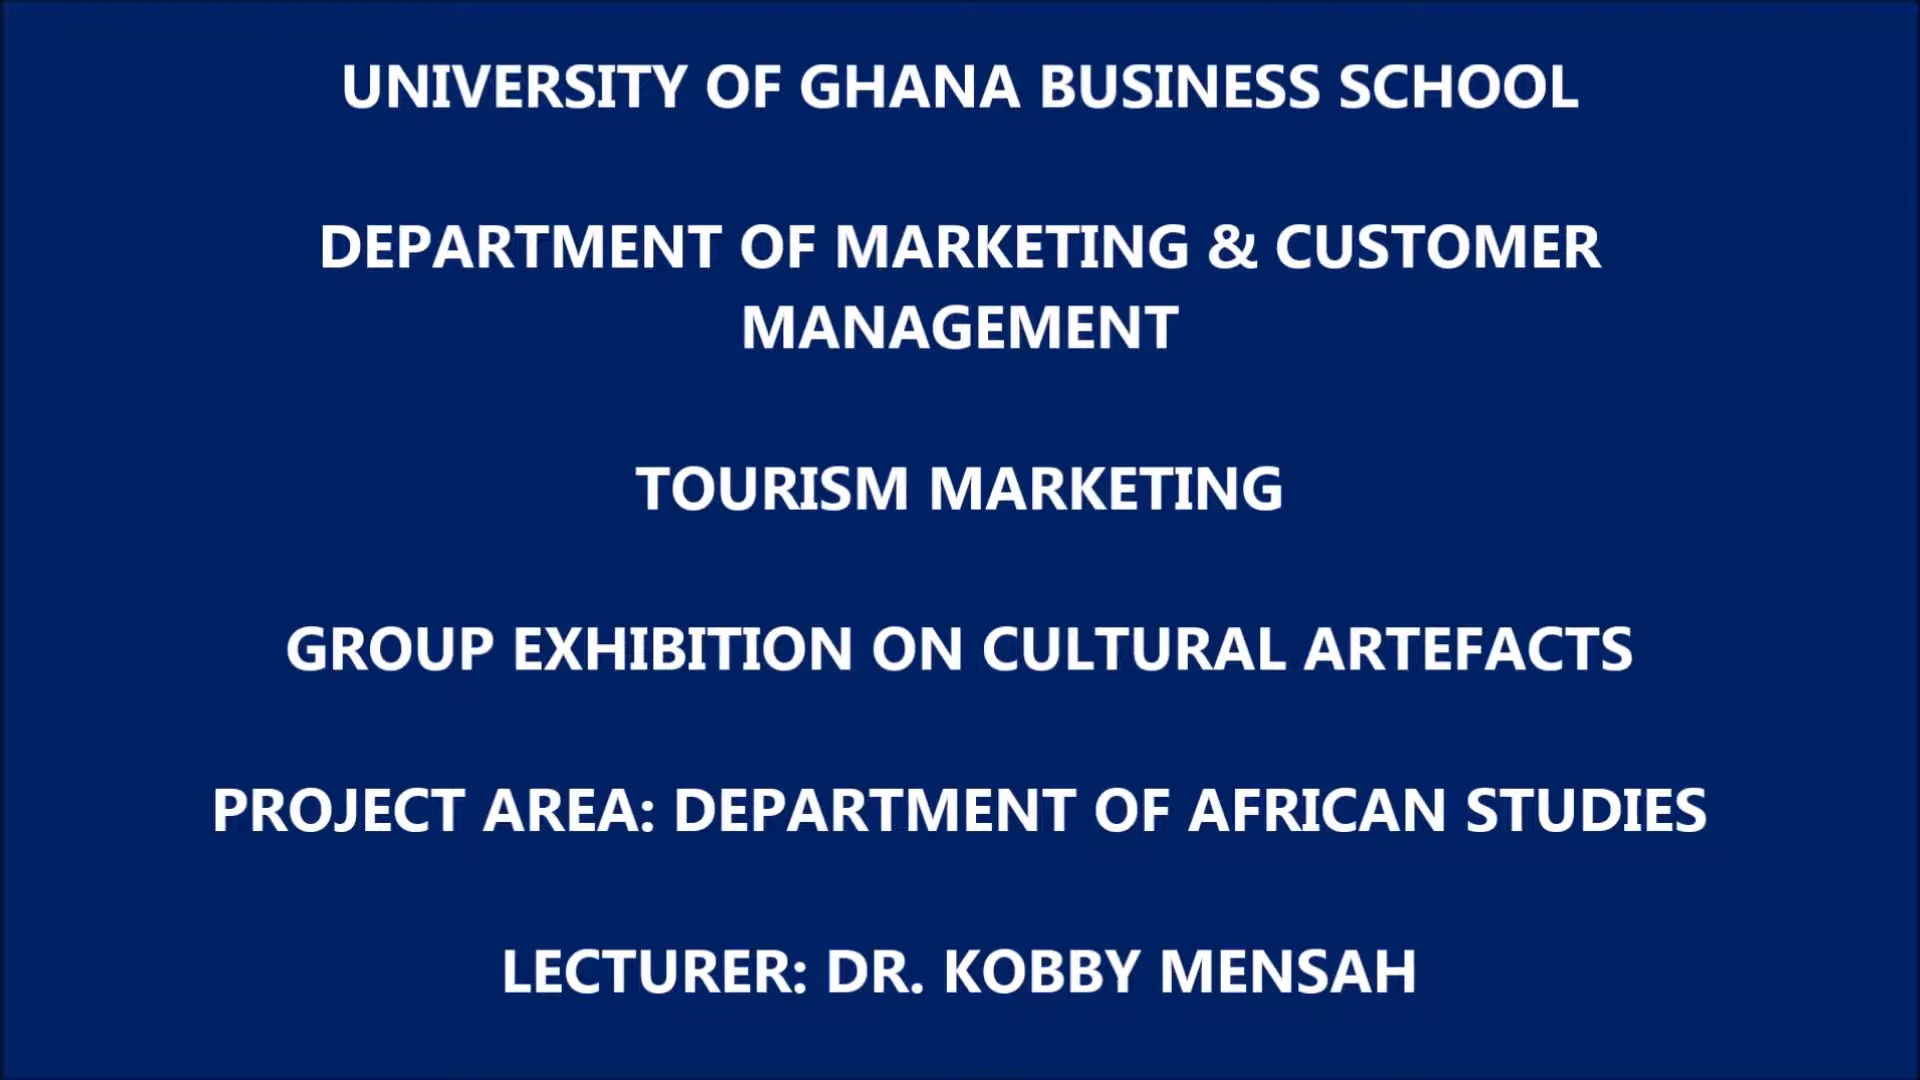 UNIVERSITY OF GHANA BUSINESS SCHOOL
DEPARTMENT OF MARKETING & CUSTOMER
MANAGEMENT
TOURISM MARKETING
GROUP EXHIBITION ON CULTURAL ARTEFACTS
PROJECT AREA: DEPARTMENT OF AFRICAN STUDIES
LECTURER: DR. KOBBY MENSAH